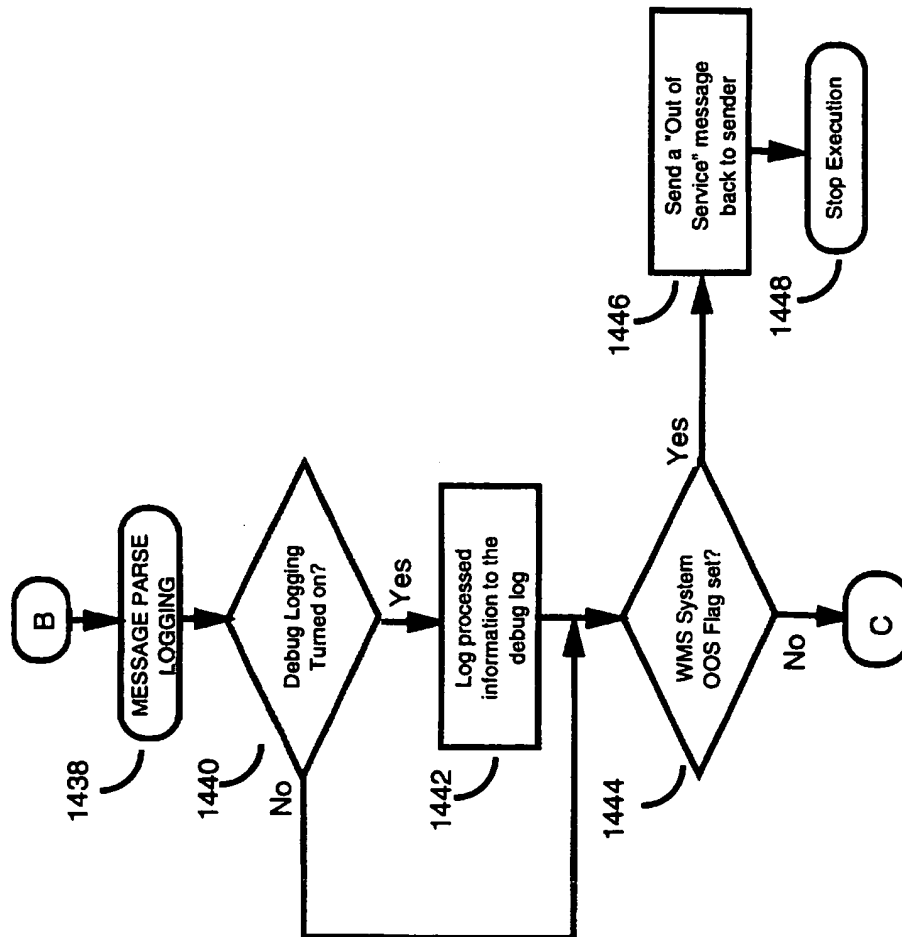 B
MESSAGE PARSE
LOGGING
1438
Debug Logging
Turned on?
1440
No
Yes
Log processed
information to the
debug log
1442
WMS System
OOS Flag set?
1444
Yes
No
Send a "Out of
Service" message
back to sender
1446
Stop Execution
1448
C